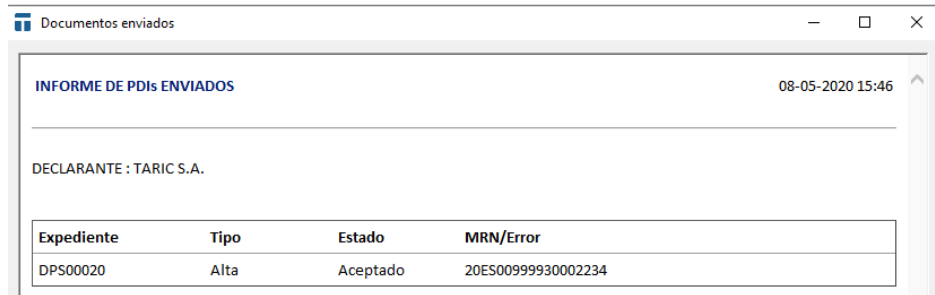 Documentos enviados
INFORME DE PDIs ENVIADOS 08-05-2020 15:46
DECLARANTE : TARIC S.A.
Expediente Tipo Estado MRN/Error
DPS00020 Alta Aceptado 20ES00999930002234